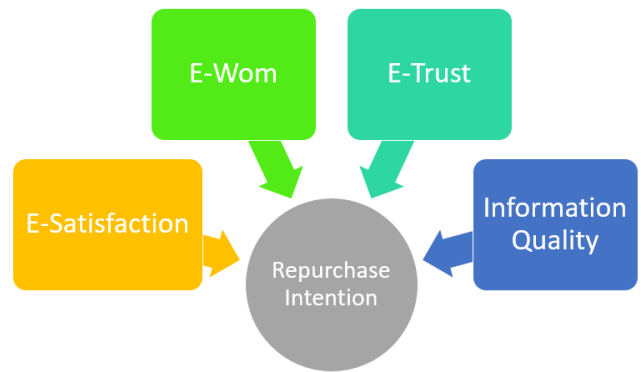 E-Wom
E-Trust
E-Satisfaction
Information
Quality
Repurchase
Intention